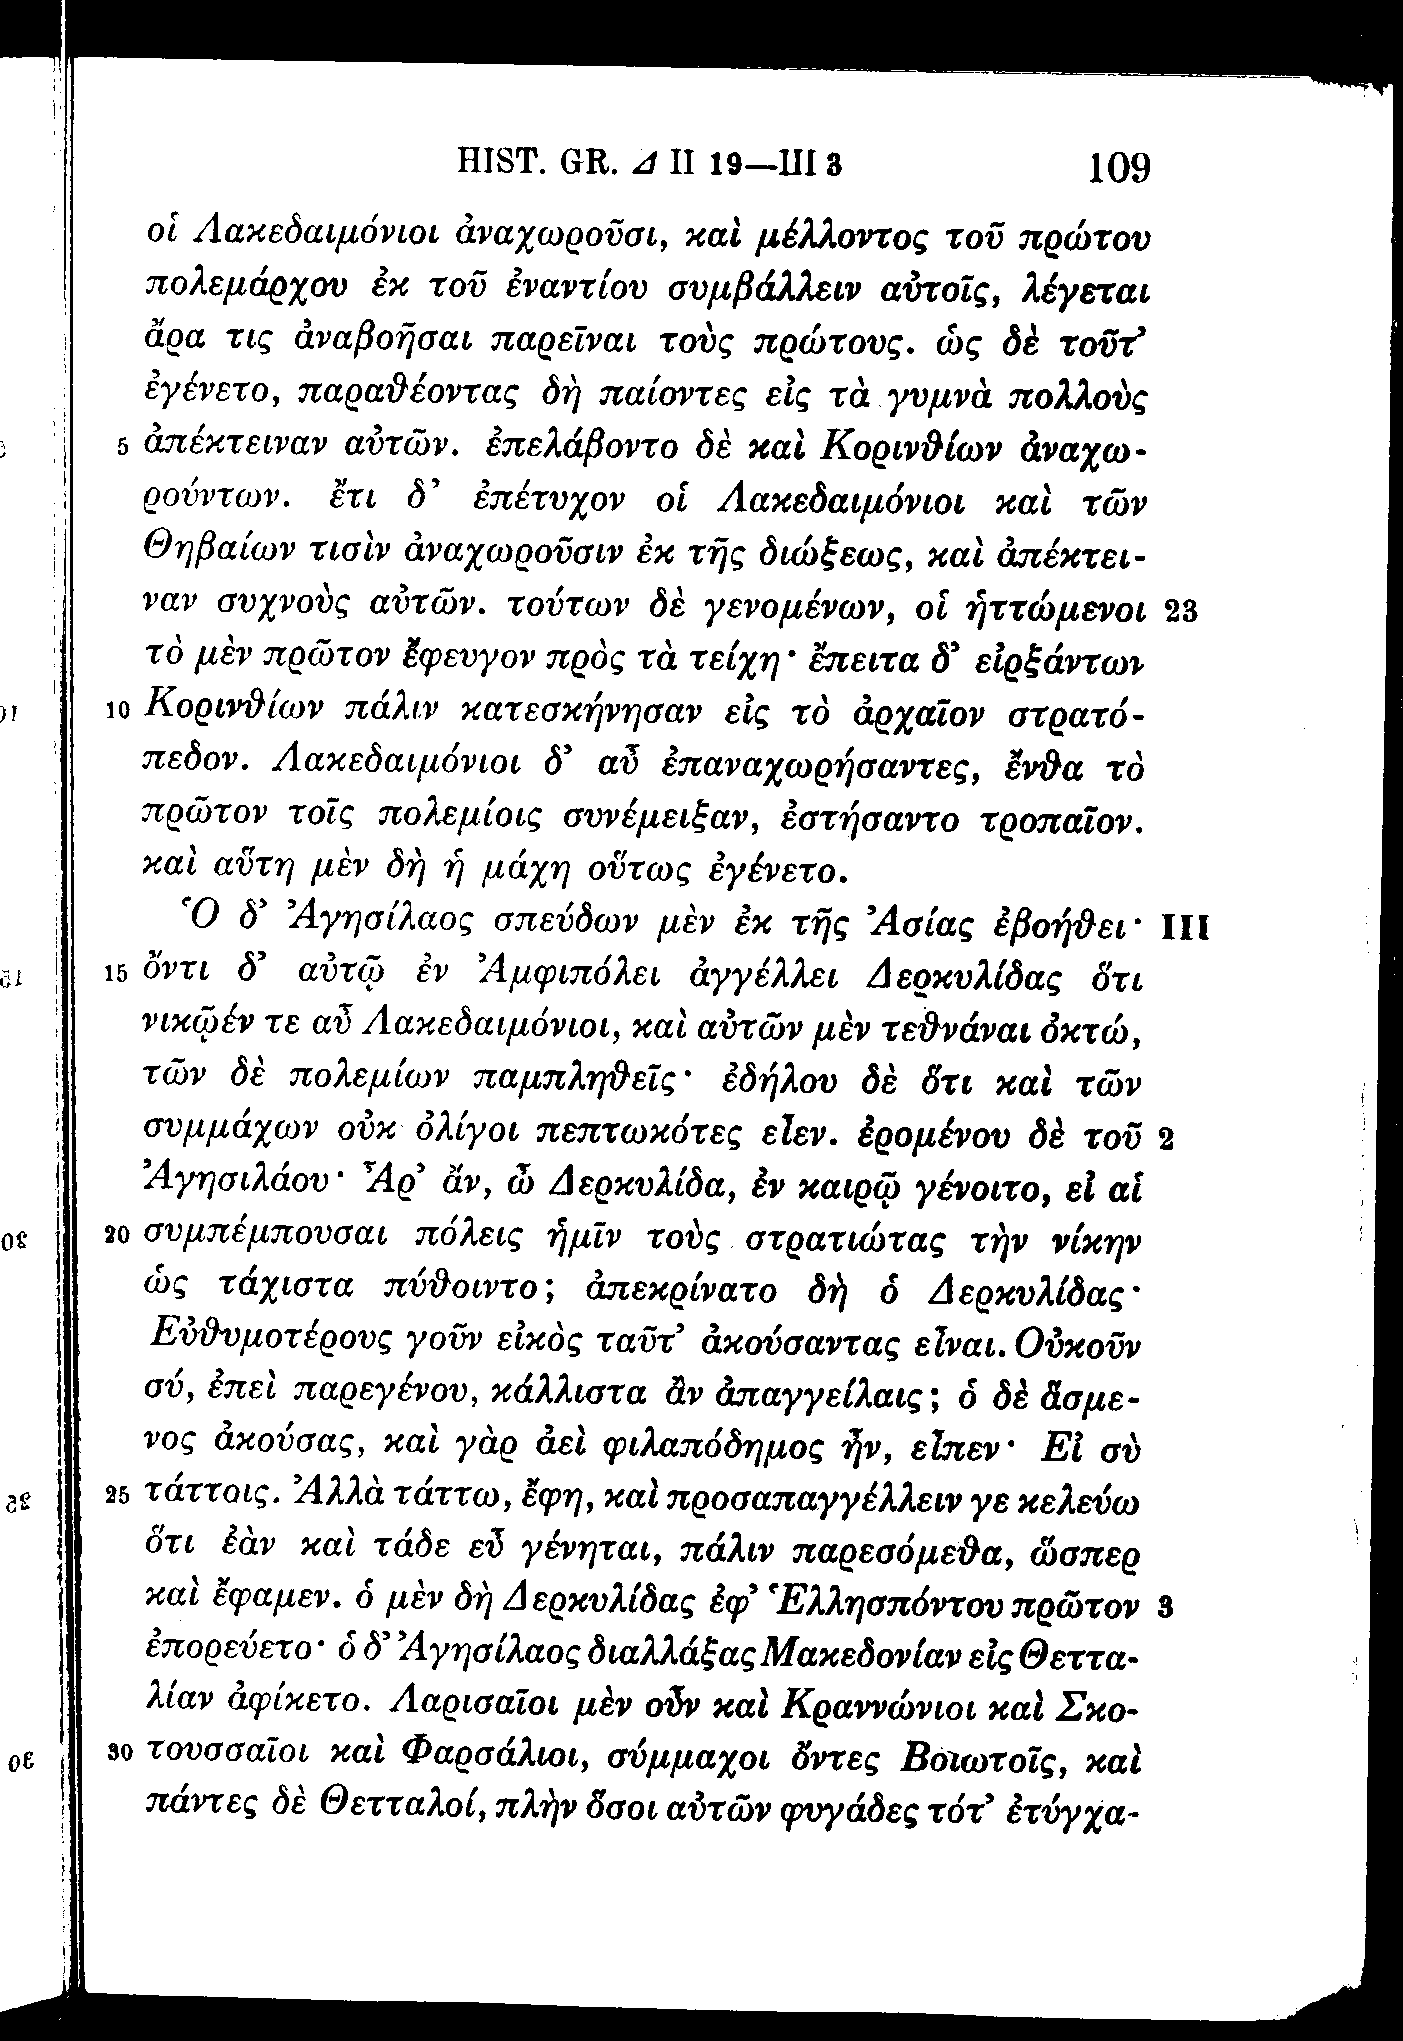 HIST. GR. Δ II 19—III 3 109
οἱ Λακεδαιμόνιοι ἀναχωροῦσι, καὶ μέλλοντος τοῦ πρώτου
πολεμάρχου ἐκ τοῦ ἐναντίου συμβάλλειν αὐτοῖς, λέγεται
ἄρα τις ἀναβοῆσαι παρεῖναι τοὺς πρώτους. ὡς δὲ τοῦτ’
ἐγένετο, παραθέοντας δὴ παίοντες εἰς τὰ γυμνὰ πολλοὺς
5 ἀπέκτειναν αὐτῶν. ἐπελάβοντο δὲ καὶ Κορινθίων ἀναχω-
ρούντων. ἔτι δ’ ἐπέτυχον οἱ Λακεδαιμόνιοι καὶ τῶν
Θηβαίων τισὶν ἀναχωροῦσιν ἐκ τῆς διώξεως, καὶ ἀπέκτει-
ναν συχνοὺς αὐτῶν. τούτων δὲ γενομένων, οἱ ἡττώμενοι 23
τὸ μὲν πρῶτον ἔφευγον πρὸς τὰ τείχη· ἔπειτα δ’ εἰρξάντων
10 Κορινθίων πάλιν κατεσκήνησαν εἰς τὸ ἀρχαῖον στρατό-
πεδον. Λακεδαιμόνιοι δ’ αὖ ἐπαναχωρήσαντες, ἔνθα τὸ
πρῶτον τοῖς πολεμίοις συνέμειξαν, ἐστήσαντο τροπαῖον.
καὶ αὕτη μὲν δὴ ἡ μάχη οὕτως ἐγένετο.
Ὁ δ’ Ἀγησίλαος σπεύδων μὲν ἐκ τῆς Ἀσίας ἐβοήθει· III
15 ὄντι δ’ αὐτῷ ἐν Ἀμφιπόλει ἀγγέλλει Δερκυλίδας ὅτι
νικῷέν τε αὖ Λακεδαιμόνιοι, καὶ αὐτῶν μὲν τεθνάναι ὀκτώ,
τῶν δὲ πολεμίων παμπληθεῖς· ἐδήλου δὲ ὅτι καὶ τῶν
συμμάχων οὐκ ὀλίγοι πεπτωκότες εἶεν. ἐρομένου δὲ τοῦ 2
Ἀγησιλάου· Ἆρ’ ἄν, ὦ Δερκυλίδα, ἐν καιρῷ γένοιτο, εἰ αἱ
20 συμπέμπουσαι πόλεις ἡμῖν τοὺς στρατιώτας τὴν νίκην
ὡς τάχιστα πύθοιντο; ἀπεκρίνατο δὴ ὁ Δερκυλίδας·
Εὐθυμοτέρους γοῦν εἰκὸς ταῦτ’ ἀκούσαντας εἶναι. Οὐκοῦν
σύ, ἐπεὶ παρεγένου, κάλλιστα ἂν ἀπαγγείλαις; ὁ δὲ ἅσμε-
νος ἀκούσας, καὶ γὰρ ἀεὶ φιλαπόδημος ἦν, εἶπεν· Εἰ σὺ
25 τάττοις. Ἀλλὰ τάττω, ἔφη, καὶ προσαπαγγέλλειν γε κελεύω
ὅτι ἐὰν καὶ τάδε εὖ γένηται, πάλιν παρεσόμεθα, ὥσπερ
καὶ ἔφαμεν. ὁ μὲν δὴ Δερκυλίδας ἐφ’ Ἑλλησπόντου πρῶτον 3
ἐπορεύετο· ὁ δ’ Ἀγησίλαος διαλλάξας Μακεδονίαν εἰς Θεττα-
λίαν ἀφίκετο. Λαρισαῖοι μὲν οὖν καὶ Κραννώνιοι καὶ Σκο-
30 τουσσαῖοι καὶ Φαρσάλιοι, σύμμαχοι ὄντες Βοιωτοῖς, καὶ
πάντες δὲ Θετταλοί, πλὴν ὅσοι αὐτῶν φυγάδες τότ’ ἐτύγχα-